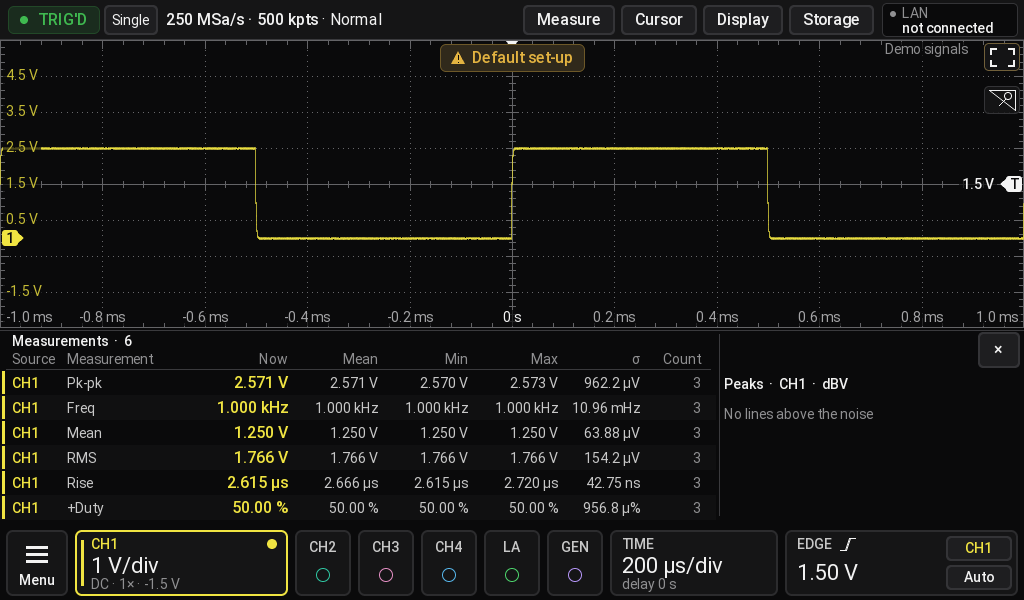 TRIG'D Single 250 MSa/s · 500 kpts · Normal Measure Cursor Display Storage LAN not connected
Demo signals
Default set-up
4.5 V
3.5 V
2.5 V
1.5 V
1.5 V T
0.5 V
1
-1.5 V
-1.0 ms -0.8 ms -0.6 ms -0.4 ms -0.2 ms 0 s 0.2 ms 0.4 ms 0.6 ms 0.8 ms 1.0 ms
Measurements · 6
Source Measurement Now Mean Min Max σ Count
CH1 Pk-pk 2.571 V 2.571 V 2.570 V 2.573 V 962.2 µV 3
CH1 Freq 1.000 kHz 1.000 kHz 1.000 kHz 1.000 kHz 10.96 mHz 3
CH1 Mean 1.250 V 1.250 V 1.250 V 1.250 V 63.88 µV 3
CH1 RMS 1.766 V 1.766 V 1.766 V 1.766 V 154.2 µV 3
CH1 Rise 2.615 µs 2.666 µs 2.615 µs 2.720 µs 42.75 ns 3
CH1 +Duty 50.00 % 50.00 % 50.00 % 50.00 % 956.8 µ% 3
×
Peaks · CH1 · dBV
No lines above the noise
Menu
CH1
1 V/div
DC · 1× · -1.5 V
CH2
CH3
CH4
LA
GEN
TIME
200 µs/div
delay 0 s
EDGE
1.50 V
CH1
Auto